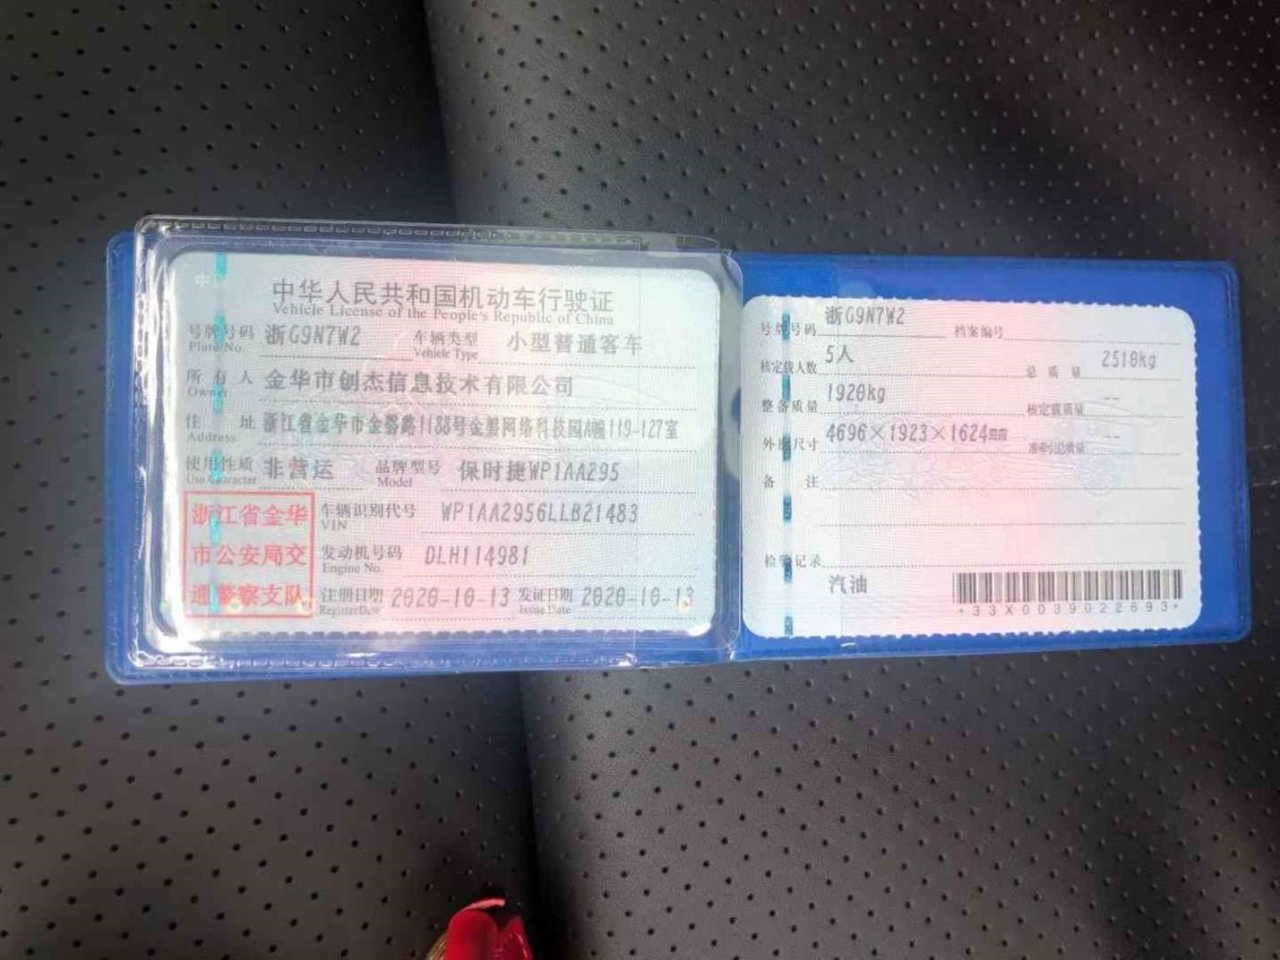 中华人民共和国机动车行驶证
Vehicle License of the People's Republic of China
号牌号码 浙G9N7W2 车辆类型 小型普通客车
Plate No. Vehicle Type
所有人 金华市创杰信息技术有限公司
Owner
住址 浙江省金华市金磐路1188号金磐网络科技园A幢119-127室
Address
使用性质 非营运 品牌型号 保时捷WP1AA295
Use Character Model
浙江省金华
市公安局交
通警察支队
车辆识别代号 WP1AA2956LLB21483
VIN
发动机号码 DLH114981
Engine No.
注册日期 2020-10-13 发证日期 2020-10-13
Register Date Issue Date
号牌号码 浙G9N7W2 档案编号
核定载人数 5人 总质量 2510kg
整备质量 1920kg 核定载质量 --
外廓尺寸 4696×1923×1624mm 准牵引总质量 --
备注
检验记录
汽油
*33X0039022693*